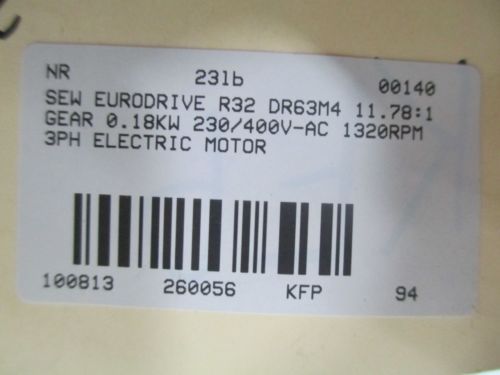 NR 23lb 00140
SEW EURODRIVE R32 DR63M4 11.78:1
GEAR 0.18KW 230/400V-AC 1320RPM
3PH ELECTRIC MOTOR
100813 260056 KFP 94